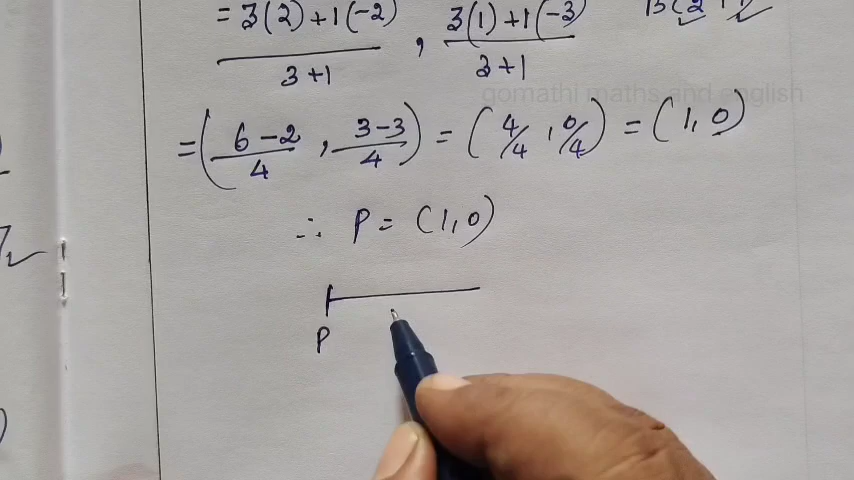 = 3(2)+1(-2) / 3+1 , 3(1)+1(-3) / 3+1
gomathi maths and english
= ( 6-2 / 4 , 3-3 / 4 ) = ( 4/4 , 0/4 ) = (1, 0)
∴ P = (1, 0)
P